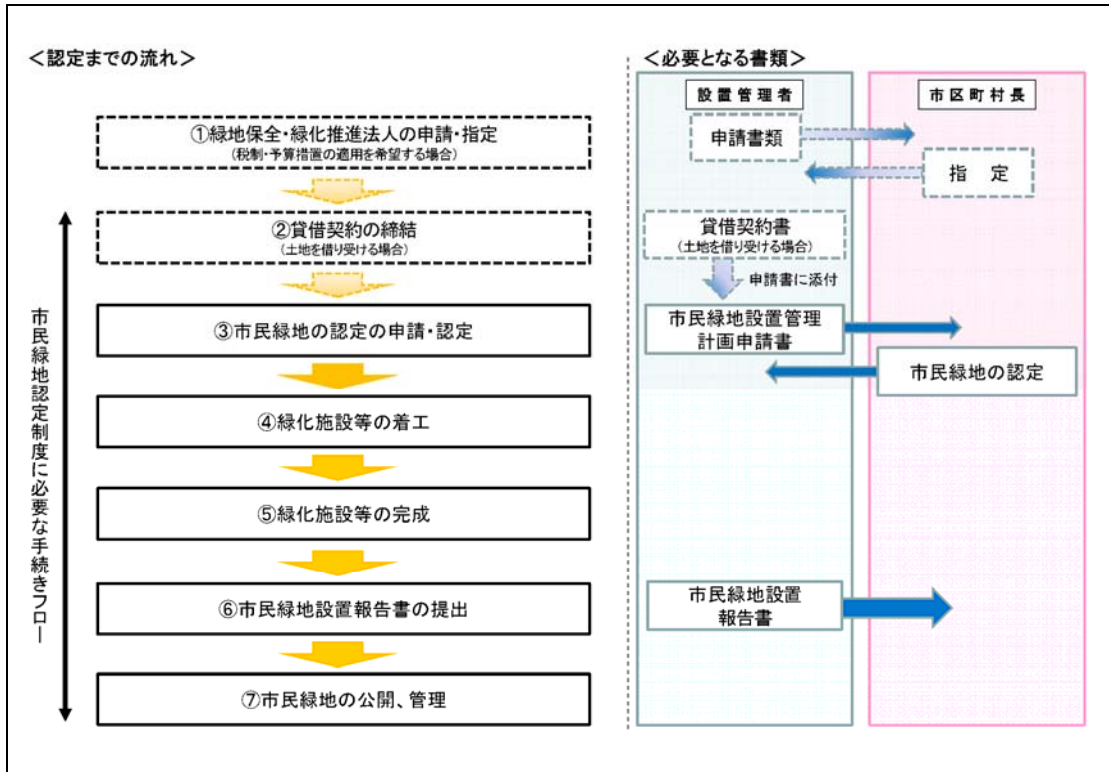 ＜認定までの流れ＞
①緑地保全・緑化推進法人の申請・指定
(税制・予算措置の適用を希望する場合)
②貸借契約の締結
(土地を借り受ける場合)
③市民緑地の認定の申請・認定
④緑化施設等の着工
⑤緑化施設等の完成
⑥市民緑地設置報告書の提出
⑦市民緑地の公開、管理
市民緑地認定制度に必要な手続きフロー
＜必要となる書類＞
設置管理者
市区町村長
申請書類
指　定
貸借契約書
(土地を借り受ける場合)
申請書に添付
市民緑地設置管理
計画申請書
市民緑地の認定
市民緑地設置
報告書